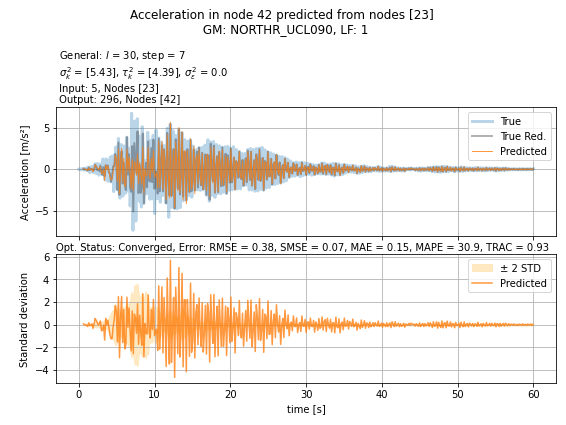 Acceleration in node 42 predicted from nodes [23]
GM: NORTHR_UCL090, LF: 1
General: l = 30, step = 7
σ²ₖ = [5.43], τ²ₖ = [4.39], σ²ε = 0.0
Input: 5, Nodes [23]
Output: 296, Nodes [42]
True
True Red.
Predicted
Acceleration [m/s²]
5
0
−5
Opt. Status: Converged, Error: RMSE = 0.38, SMSE = 0.07, MAE = 0.15, MAPE = 30.9, TRAC = 0.93
± 2 STD
Predicted
Standard deviation
6
4
2
0
−2
−4
0 10 20 30 40 50 60
time [s]